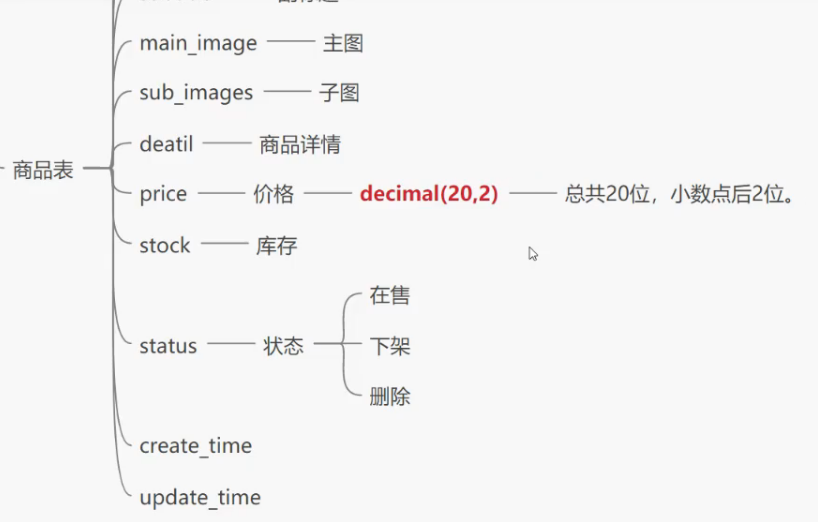 main_image 主图
sub_images 子图
deatil 商品详情
商品表
price 价格 decimal(20,2) 总共20位，小数点后2位。
stock 库存
在售
status 状态 下架
删除
create_time
update_time